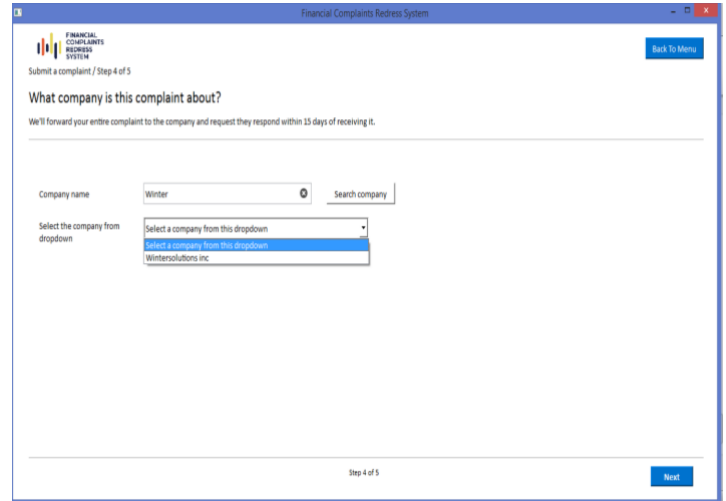 Financial Complaints Redress System
FINANCIAL
COMPLAINTS
REDRESS
SYSTEM
Back To Menu
Submit a complaint / Step 4 of 5
What company is this complaint about?
We'll forward your entire complaint to the company and request they respond within 15 days of receiving it.
Company name
Winter
Search company
Select the company from
dropdown
Select a company from this dropdown
Select a company from this dropdown
Wintersolutions inc
Step 4 of 5
Next